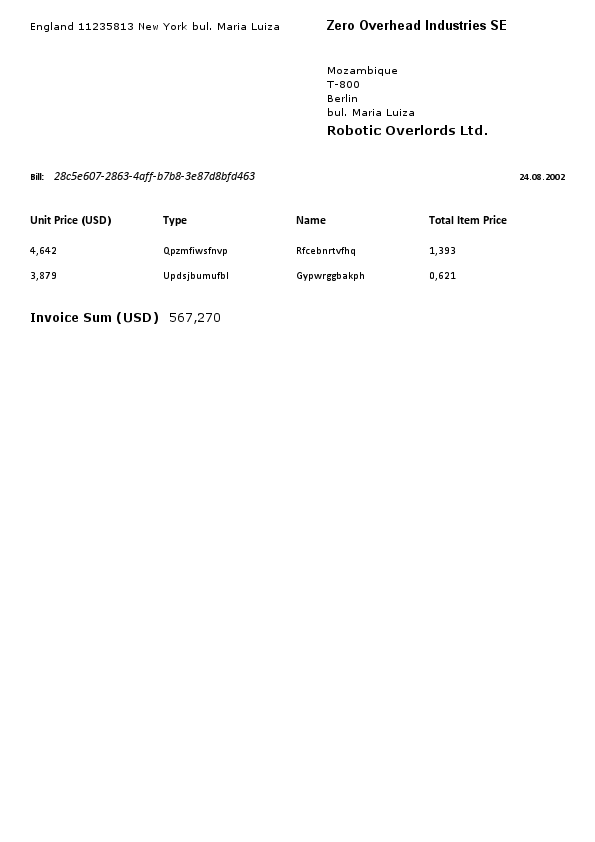 England 11235813 New York bul. Maria Luiza
Zero Overhead Industries SE
Mozambique
T-800
Berlin
bul. Maria Luiza
Robotic Overlords Ltd.
Bill: 28c5e607-2863-4aff-b7b8-3e87d8bfd463 24.08.2002
Unit Price (USD) Type Name Total Item Price
4,642 Qpzmfiwsfnvp Rfcebnrtvfhq 1,393
3,879 Updsjbumufbl Gypwrggbakph 0,621
Invoice Sum (USD) 567,270